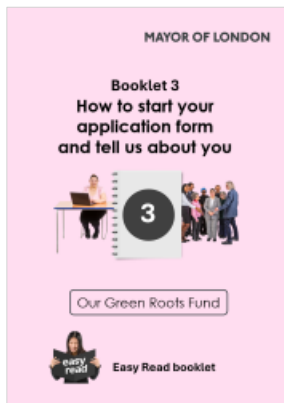 MAYOR OF LONDON
Booklet 3
How to start your
application form
and tell us about you
3
Our Green Roots Fund
easy
read
Easy Read booklet